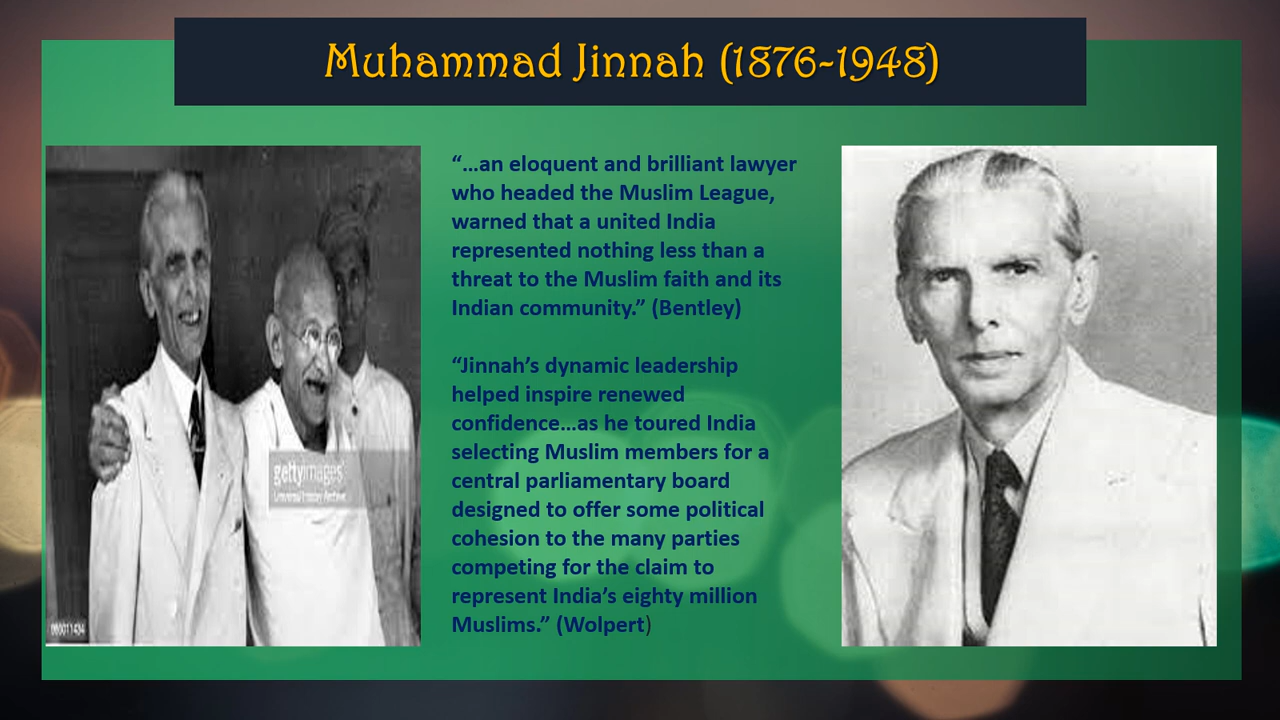 Muhammad Jinnah (1876-1948)
“…an eloquent and brilliant lawyer
who headed the Muslim League,
warned that a united India
represented nothing less than a
threat to the Muslim faith and its
Indian community.” (Bentley)
“Jinnah’s dynamic leadership
helped inspire renewed
confidence…as he toured India
selecting Muslim members for a
central parliamentary board
designed to offer some political
cohesion to the many parties
competing for the claim to
represent India’s eighty million
Muslims.” (Wolpert)
gettyimages
Universal History Archive